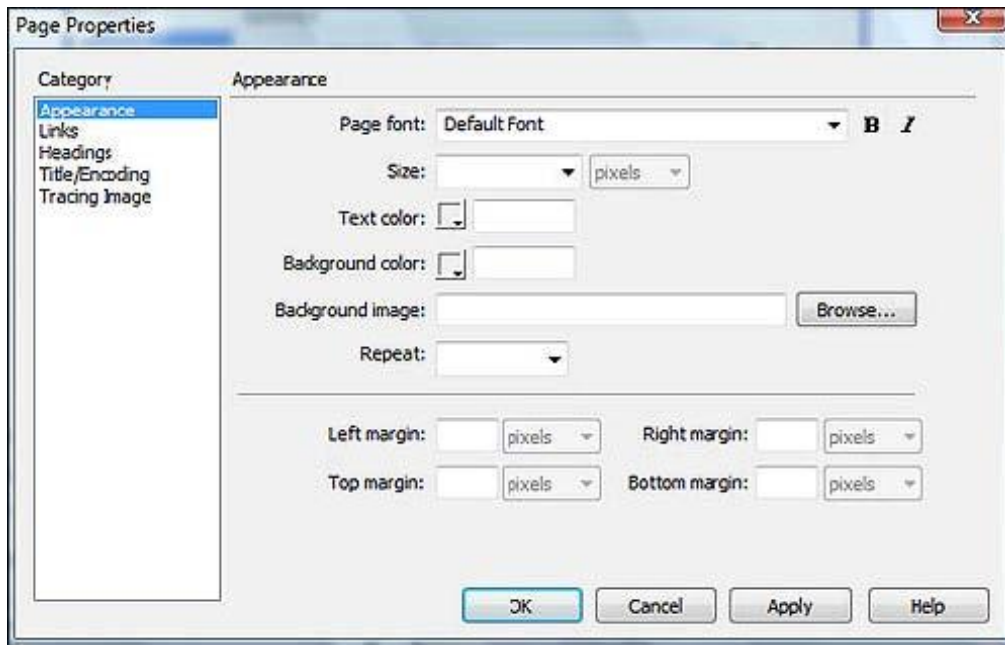 Page Properties
Category
Appearance
Links
Headings
Title/Encoding
Tracing Image
Appearance
Page font: Default Font B I
Size: pixels
Text color:
Background color:
Background image: Browse...
Repeat:
Left margin: pixels Right margin: pixels
Top margin: pixels Bottom margin: pixels
OK Cancel Apply Help